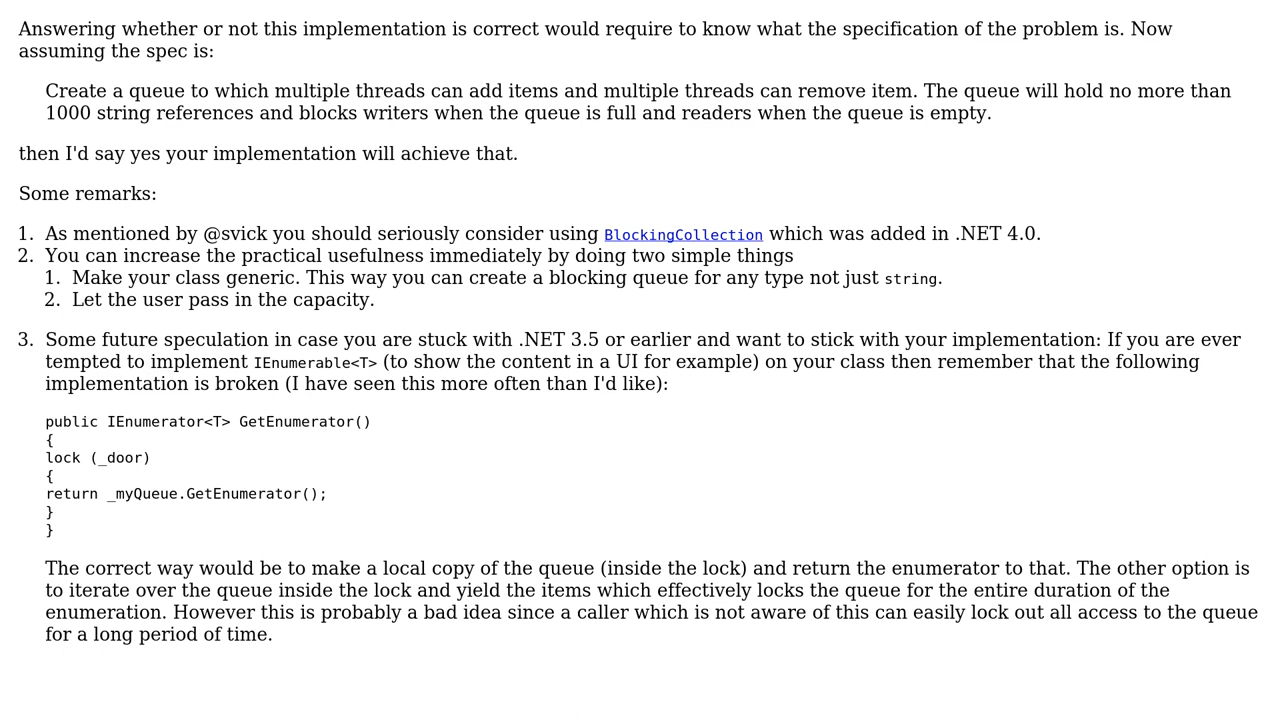 Answering whether or not this implementation is correct would require to know what the specification of the problem is. Now
assuming the spec is:
Create a queue to which multiple threads can add items and multiple threads can remove item. The queue will hold no more than
1000 string references and blocks writers when the queue is full and readers when the queue is empty.
then I'd say yes your implementation will achieve that.
Some remarks:
1. As mentioned by @svick you should seriously consider using BlockingCollection which was added in .NET 4.0.
2. You can increase the practical usefulness immediately by doing two simple things
1. Make your class generic. This way you can create a blocking queue for any type not just string.
2. Let the user pass in the capacity.
3. Some future speculation in case you are stuck with .NET 3.5 or earlier and want to stick with your implementation: If you are ever
tempted to implement IEnumerable<T> (to show the content in a UI for example) on your class then remember that the following
implementation is broken (I have seen this more often than I'd like):
public IEnumerator<T> GetEnumerator()
{
lock (_door)
{
return _myQueue.GetEnumerator();
}
}
The correct way would be to make a local copy of the queue (inside the lock) and return the enumerator to that. The other option is
to iterate over the queue inside the lock and yield the items which effectively locks the queue for the entire duration of the
enumeration. However this is probably a bad idea since a caller which is not aware of this can easily lock out all access to the queue
for a long period of time.